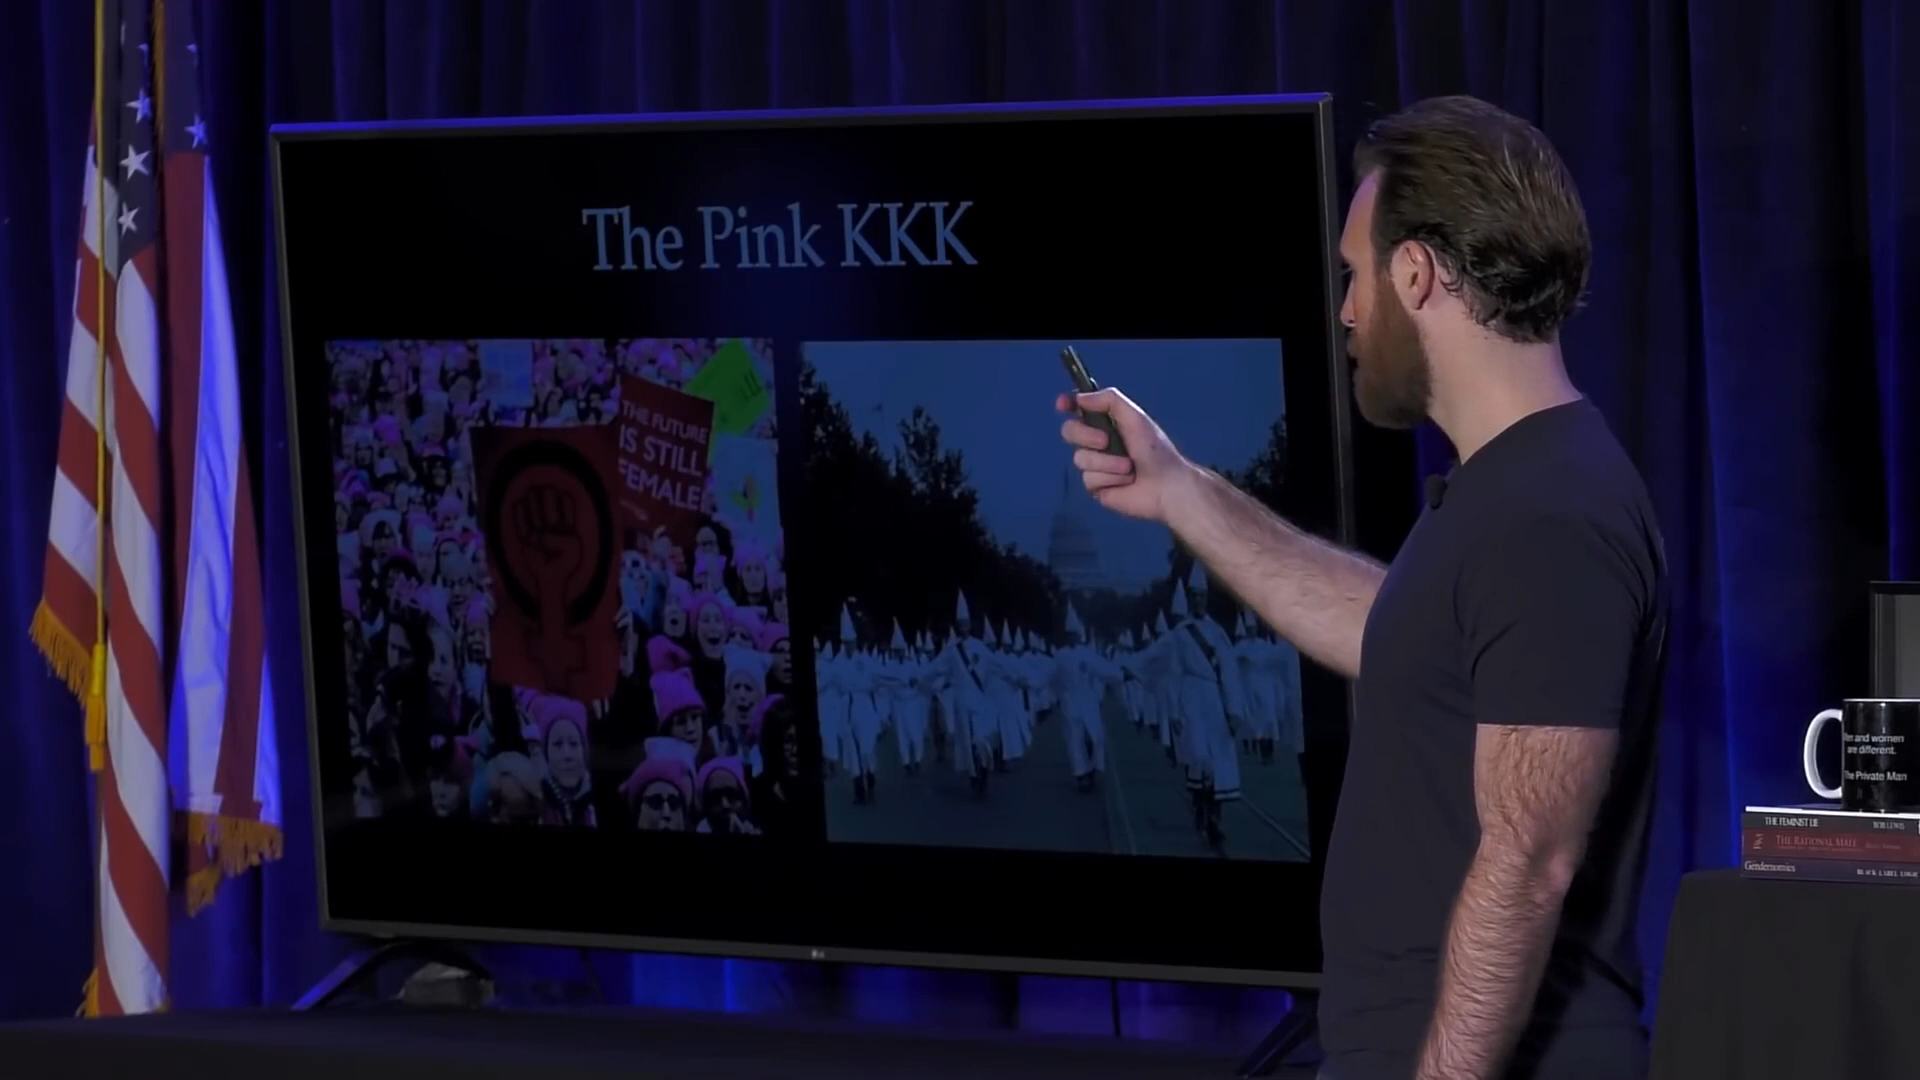 The Pink KKK
THE FUTURE
IS STILL
FEMALE
Men and women
are different.
The Private Man
THE FEMINIST LIE
BOB LEWIS
THE RATIONAL MALE
Gendernomics
BLACK LABEL LOGIC
LG